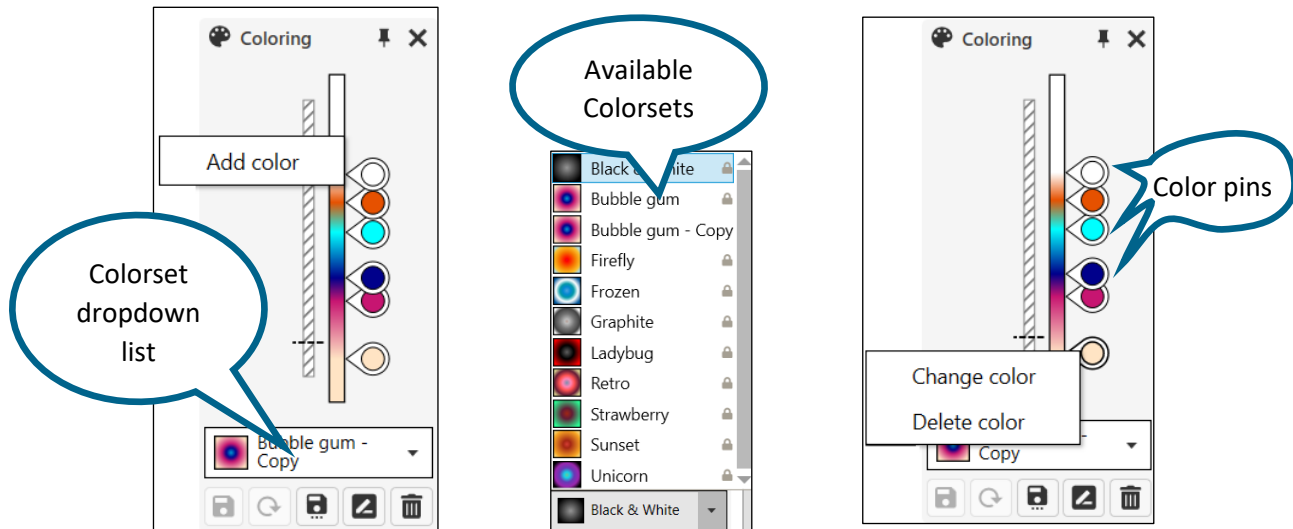 Coloring
Add color
Colorset
dropdown
list
Bubble gum -
Copy
Available
Colorsets
Black & White
Bubble gum
Bubble gum - Copy
Firefly
Frozen
Graphite
Ladybug
Retro
Strawberry
Sunset
Unicorn
Black & White
Coloring
Color pins
Change color
Delete color
Copy